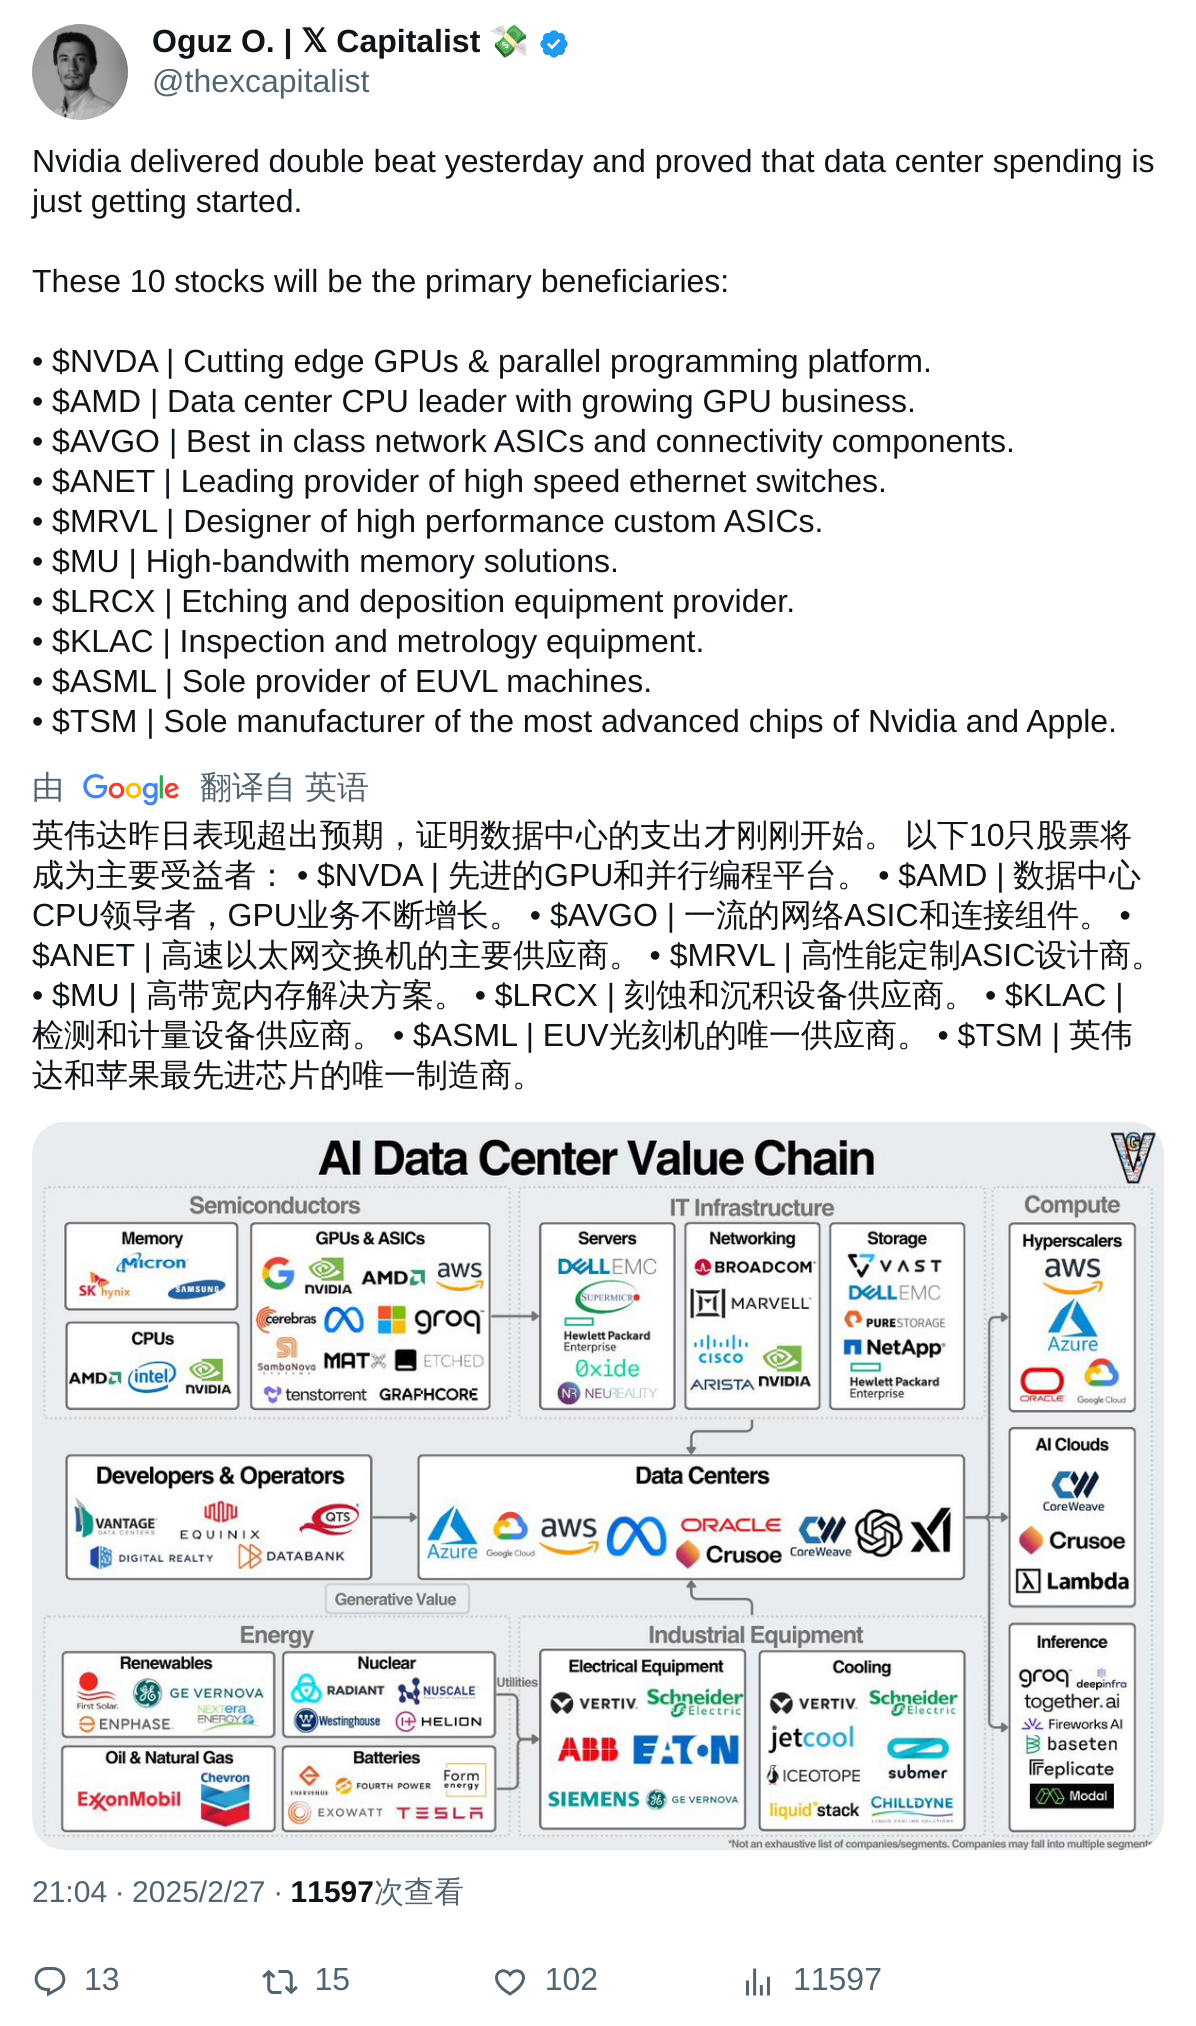 Oguz O. | 𝕏 Capitalist 💸
@thexcapitalist
Nvidia delivered double beat yesterday and proved that data center spending is
just getting started.
These 10 stocks will be the primary beneficiaries:
• $NVDA | Cutting edge GPUs & parallel programming platform.
• $AMD | Data center CPU leader with growing GPU business.
• $AVGO | Best in class network ASICs and connectivity components.
• $ANET | Leading provider of high speed ethernet switches.
• $MRVL | Designer of high performance custom ASICs.
• $MU | High-bandwith memory solutions.
• $LRCX | Etching and deposition equipment provider.
• $KLAC | Inspection and metrology equipment.
• $ASML | Sole provider of EUVL machines.
• $TSM | Sole manufacturer of the most advanced chips of Nvidia and Apple.
由 Google 翻译自 英语
英伟达昨日表现超出预期，证明数据中心的支出才刚刚开始。 以下10只股票将
成为主要受益者： • $NVDA | 先进的GPU和并行编程平台。 • $AMD | 数据中心
CPU领导者，GPU业务不断增长。 • $AVGO | 一流的网络ASIC和连接组件。 •
$ANET | 高速以太网交换机的主要供应商。 • $MRVL | 高性能定制ASIC设计商。
• $MU | 高带宽内存解决方案。 • $LRCX | 刻蚀和沉积设备供应商。 • $KLAC |
检测和计量设备供应商。 • $ASML | EUV光刻机的唯一供应商。 • $TSM | 英伟
达和苹果最先进芯片的唯一制造商。
AI Data Center Value Chain
Semiconductors
Memory
Micron
SK hynix
SAMSUNG
CPUs
AMD intel NVIDIA
GPUs & ASICs
NVIDIA AMD aws
cerebras groq
SambaNova SYSTEMS MATX ETCHED
tenstorrent GRAPHCORE
IT Infrastructure
Servers
DELLEMC
SUPERMICRO
Hewlett Packard
Enterprise
0xide
NR NEUREALITY
Networking
BROADCOM
MARVELL
CISCO
ARISTA NVIDIA
Storage
VAST
DELLEMC
PURESTORAGE
NetApp
Hewlett Packard
Enterprise
Compute
Hyperscalers
aws
Azure
ORACLE Google Cloud
AI Clouds
CoreWeave
Crusoe
Lambda
Inference
groq deepinfra
together.ai
Fireworks AI
baseten
Replicate
Modal
Developers & Operators
VANTAGE DATA CENTERS
EQUINIX
QTS
DIGITAL REALTY DATABANK
Data Centers
Azure Google Cloud aws ORACLE Crusoe CoreWeave
Generative Value
Energy
Renewables
First Solar.
GE VERNOVA
ENPHASE.
NEXTera ENERGY
Nuclear
RADIANT NUSCALE
Westinghouse HELION
Oil & Natural Gas
ExxonMobil
Chevron
Batteries
ENERVENUE FOURTH POWER Form energy
EXOWATT TESLA
Utilities
Industrial Equipment
Electrical Equipment
VERTIV. Schneider Electric
ABB EATON
SIEMENS GE VERNOVA
Cooling
VERTIV. Schneider Electric
jetcool
submer
ICEOTOPE
liquidstack CHILLDYNE
LIQUID COOLING SOLUTIONS
*Not an exhaustive list of companies/segments. Companies may fall into multiple segments
21:04 · 2025/2/27 · 11597次查看
13 15 102 11597